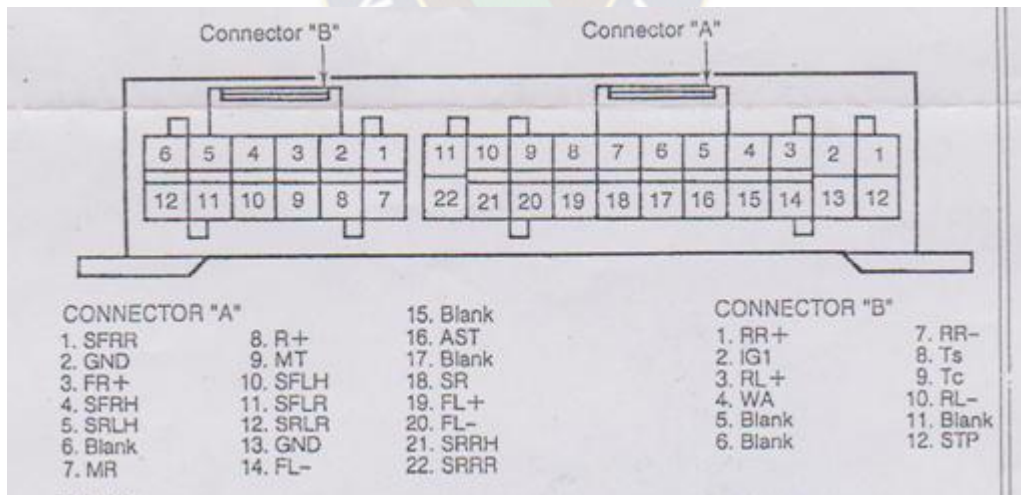 Connector "B" Connector "A"
6 5 4 3 2 1 11 10 9 8 7 6 5 4 3 2 1
12 11 10 9 8 7 22 21 20 19 18 17 16 15 14 13 12
CONNECTOR "A"
1. SFRR
2. GND
3. FR+
4. SFRH
5. SRLH
6. Blank
7. MR
8. R+
9. MT
10. SFLH
11. SFLR
12. SRLR
13. GND
14. FL-
15. Blank
16. AST
17. Blank
18. SR
19. FL+
20. FL-
21. SRRH
22. SRRR
CONNECTOR "B"
1. RR+
2. IG1
3. RL+
4. WA
5. Blank
6. Blank
7. RR-
8. Ts
9. Tc
10. RL-
11. Blank
12. STP